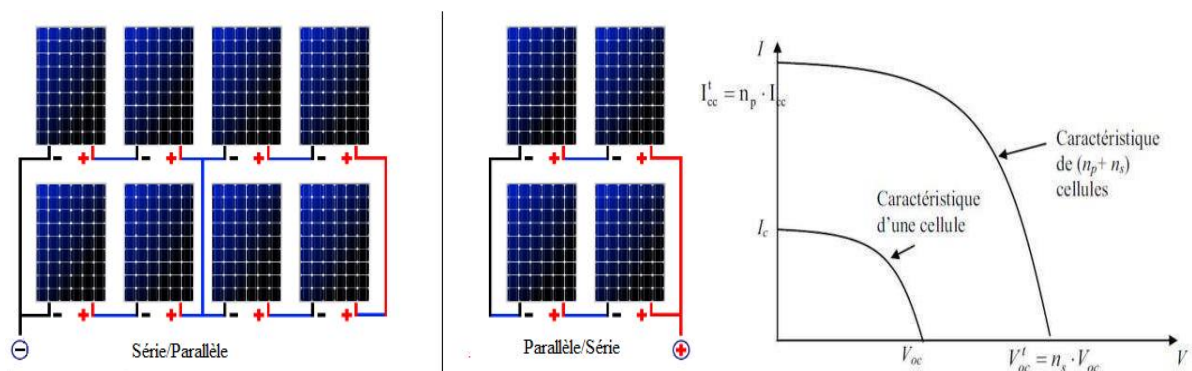 - + - + - + - +
- + - + - + - +
⊖
Série/Parallèle
- + - +
- + - +
Parallèle/Série
⊕
I
I^t_cc = n_p · I_cc
I_c
Caractéristique
d'une cellule
Caractéristique
de (n_p+ n_s)
cellules
V_oc
V^t_oc = n_s · V_oc
V